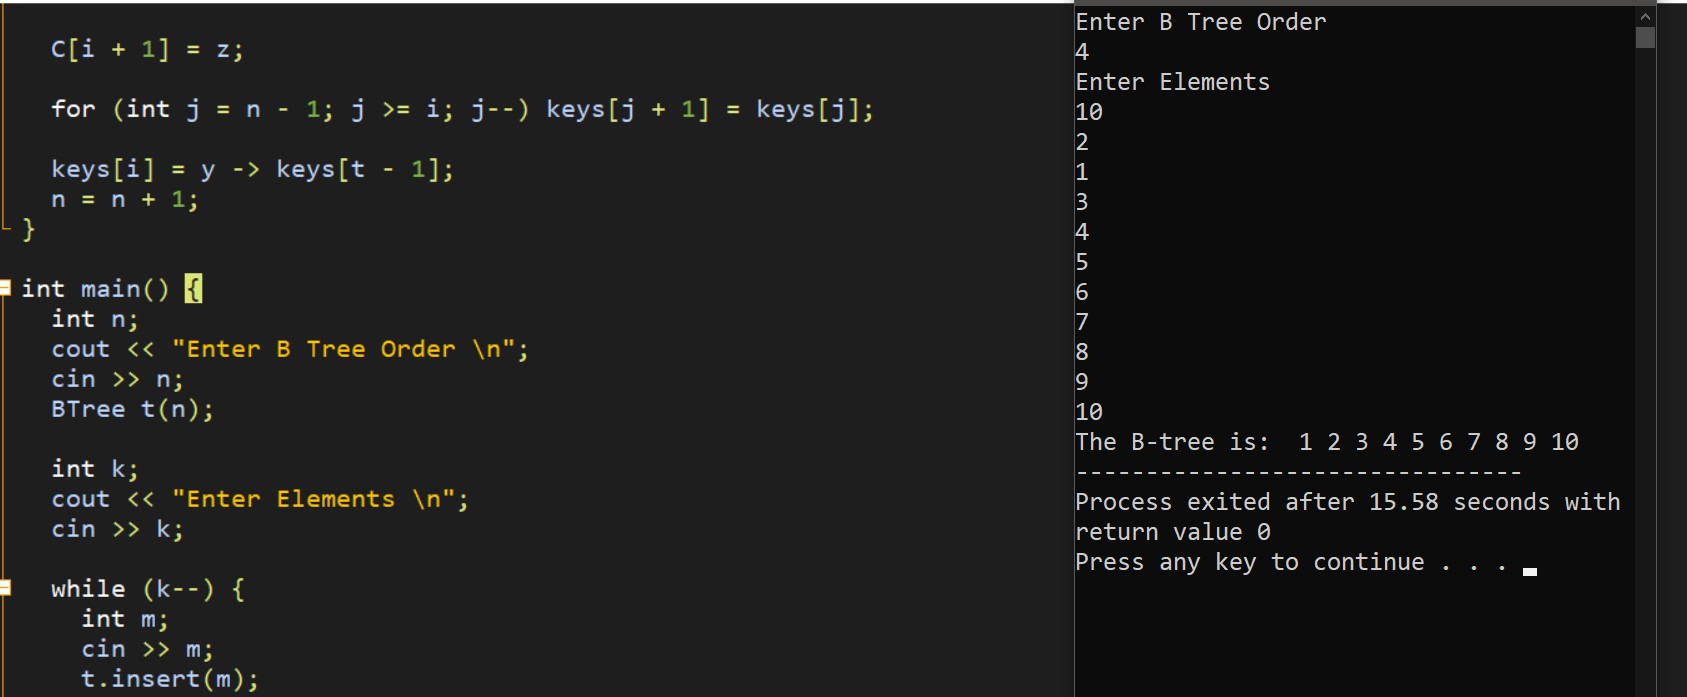 C[i + 1] = z;
for (int j = n - 1; j >= i; j--) keys[j + 1] = keys[j];
keys[i] = y -> keys[t - 1];
n = n + 1;
}
int main() {
int n;
cout << "Enter B Tree Order \n";
cin >> n;
BTree t(n);
int k;
cout << "Enter Elements \n";
cin >> k;
while (k--) {
int m;
cin >> m;
t.insert(m);
Enter B Tree Order
4
Enter Elements
10
2
1
3
4
5
6
7
8
9
10
The B-tree is:  1 2 3 4 5 6 7 8 9 10
--------------------------------
Process exited after 15.58 seconds with
return value 0
Press any key to continue . . .